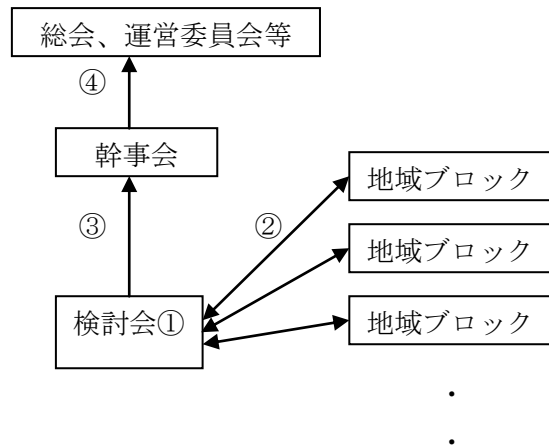 総会、運営委員会等
④
幹事会
地域ブロック
③
②
地域ブロック
検討会①
地域ブロック
・
・